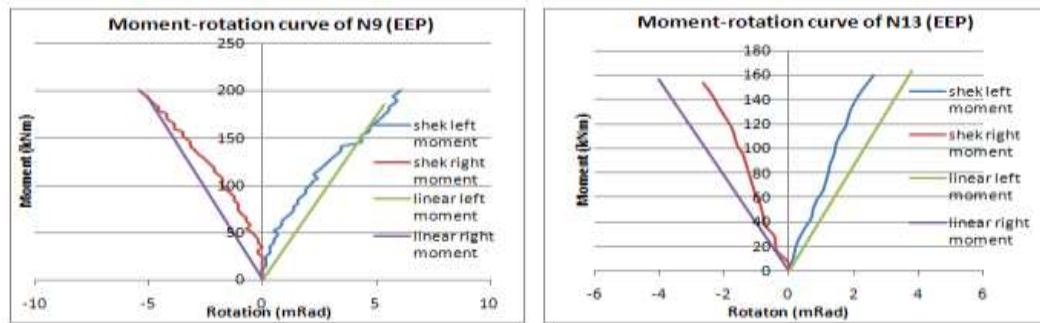 Moment-rotation curve of N9 (EEP)
250
200
150
100
50
0
-10
-5
0
5
10
Moment (kNm)
Rotation (mRad)
shek left
moment
shek right
moment
linear left
moment
linear right
moment
Moment-rotation curve of N13 (EEP)
180
160
140
120
100
80
60
40
20
0
-6
-4
-2
0
2
4
6
Moment (kNm)
Rotaton (mRad)
shek left
moment
shek right
moment
linear left
moment
linear right
moment